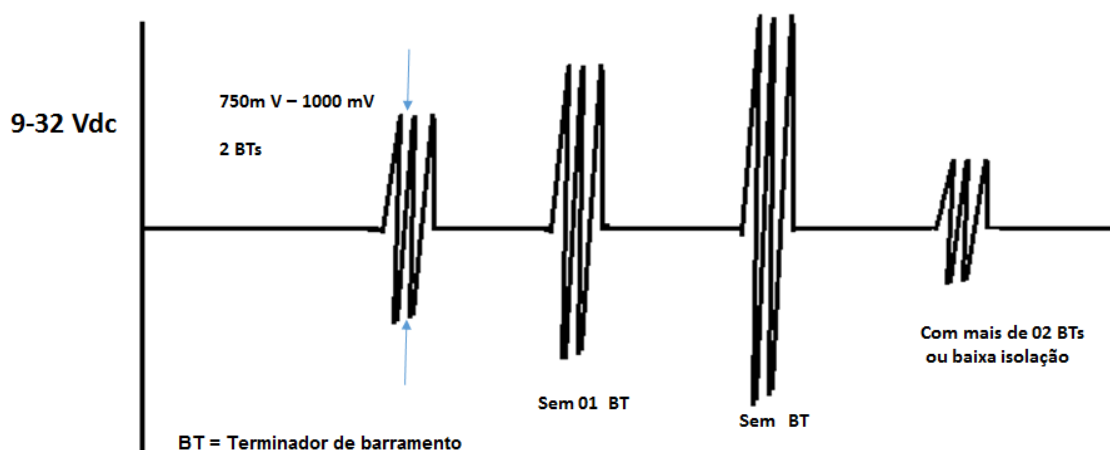 750m V – 1000 mV
9-32 Vdc
2 BTs
Com mais de 02 BTs
ou baixa isolação
Sem 01 BT
Sem BT
BT = Terminador de barramento